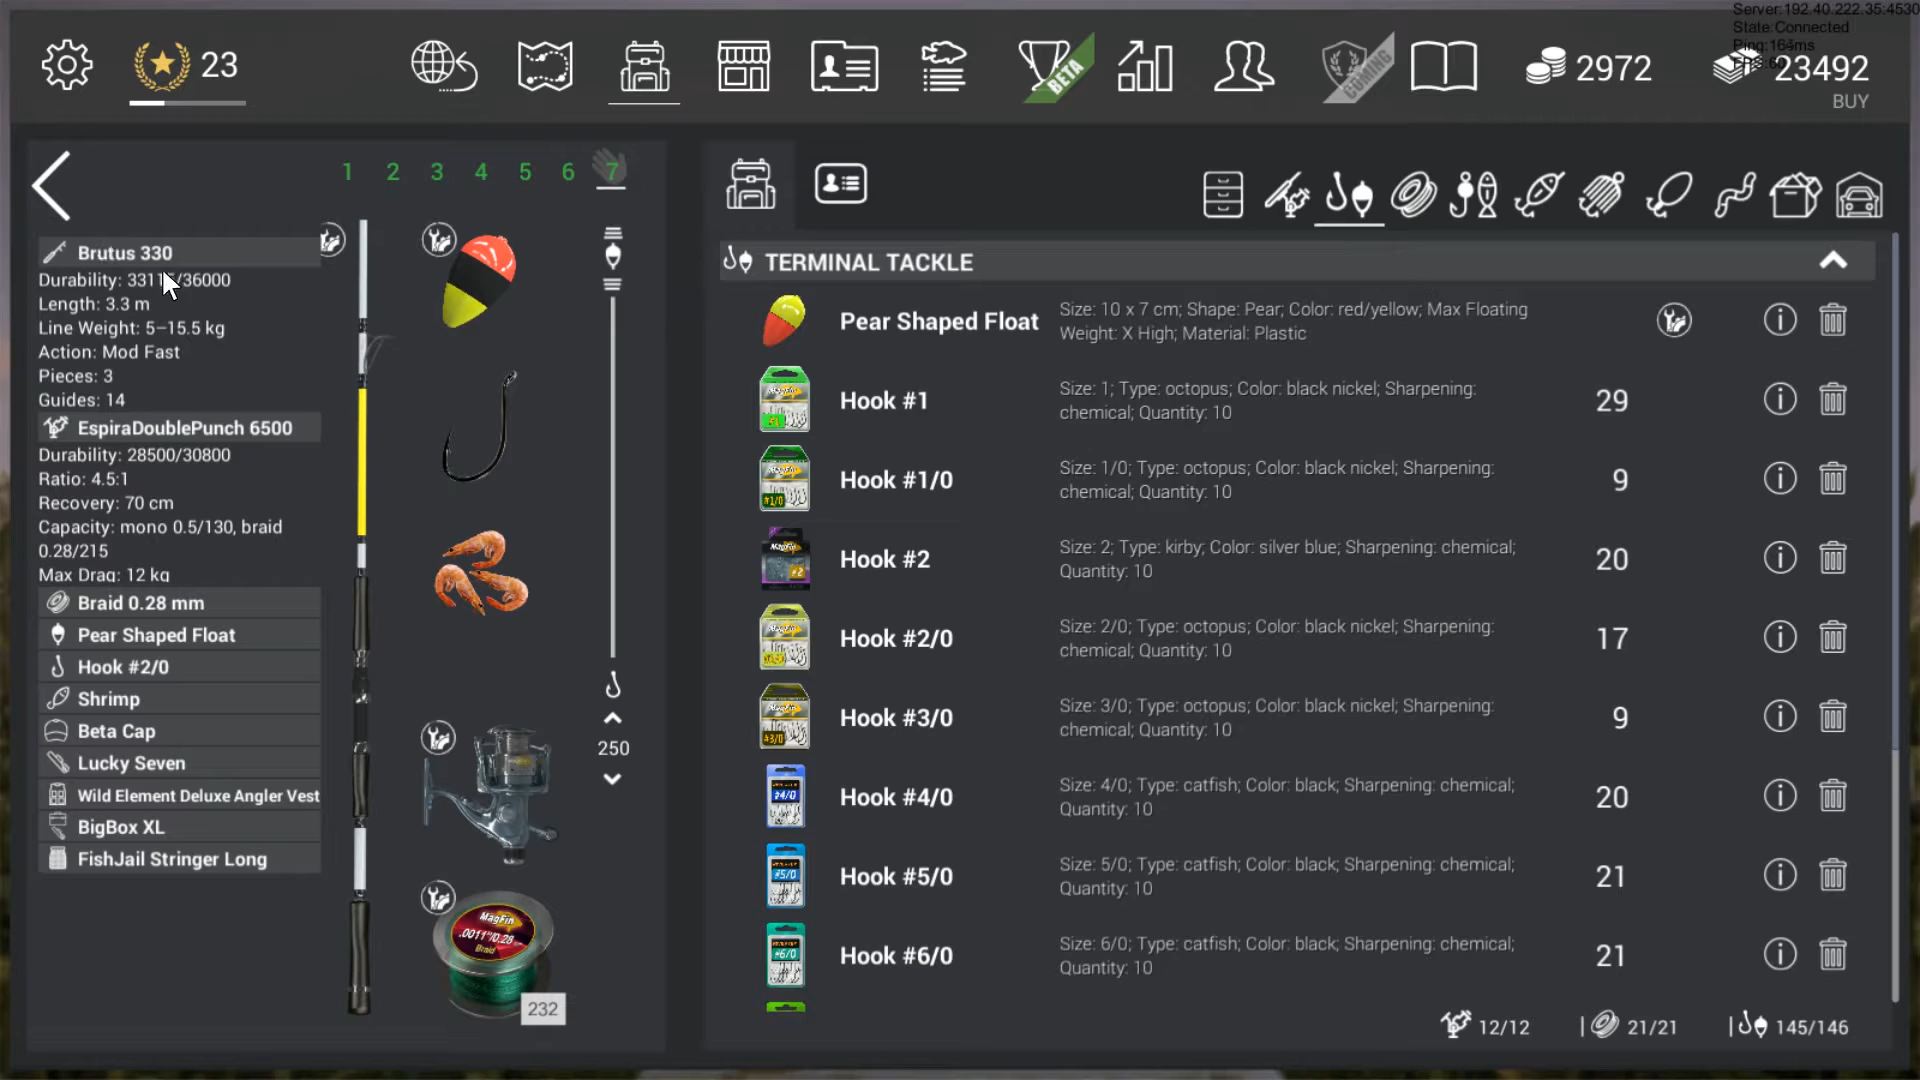 Server:192.40.222.35:4530
State:Connected
Ping:164ms
23
BETA
COMING
2972
23492
BUY
1 2 3 4 5 6 7
Brutus 330
Durability: /36000
Length: 3.3 m
Line Weight: 5–15.5 kg
Action: Mod Fast
Pieces: 3
Guides: 14
EspiraDoublePunch 6500
Durability: 28500/30800
Ratio: 4.5:1
Recovery: 70 cm
Capacity: mono 0.5/130, braid
0.28/215
Max Drag: 12 kg
Braid 0.28 mm
Pear Shaped Float
Hook #2/0
Shrimp
Beta Cap
Lucky Seven
Wild Element Deluxe Angler Vest
BigBox XL
FishJail Stringer Long
250
MagFin
.0011"/0.28
Braid
232
TERMINAL TACKLE
Pear Shaped Float
Size: 10 x 7 cm; Shape: Pear; Color: red/yellow; Max Floating
Weight: X High; Material: Plastic
Hook #1
Size: 1; Type: octopus; Color: black nickel; Sharpening:
chemical; Quantity: 10
29
Hook #1/0
Size: 1/0; Type: octopus; Color: black nickel; Sharpening:
chemical; Quantity: 10
9
Hook #2
Size: 2; Type: kirby; Color: silver blue; Sharpening: chemical;
Quantity: 10
20
Hook #2/0
Size: 2/0; Type: octopus; Color: black nickel; Sharpening:
chemical; Quantity: 10
17
Hook #3/0
Size: 3/0; Type: octopus; Color: black nickel; Sharpening:
chemical; Quantity: 10
9
Hook #4/0
Size: 4/0; Type: catfish; Color: black; Sharpening: chemical;
Quantity: 10
20
Hook #5/0
Size: 5/0; Type: catfish; Color: black; Sharpening: chemical;
Quantity: 10
21
Hook #6/0
Size: 6/0; Type: catfish; Color: black; Sharpening: chemical;
Quantity: 10
21
12/12 | 21/21 | 145/146